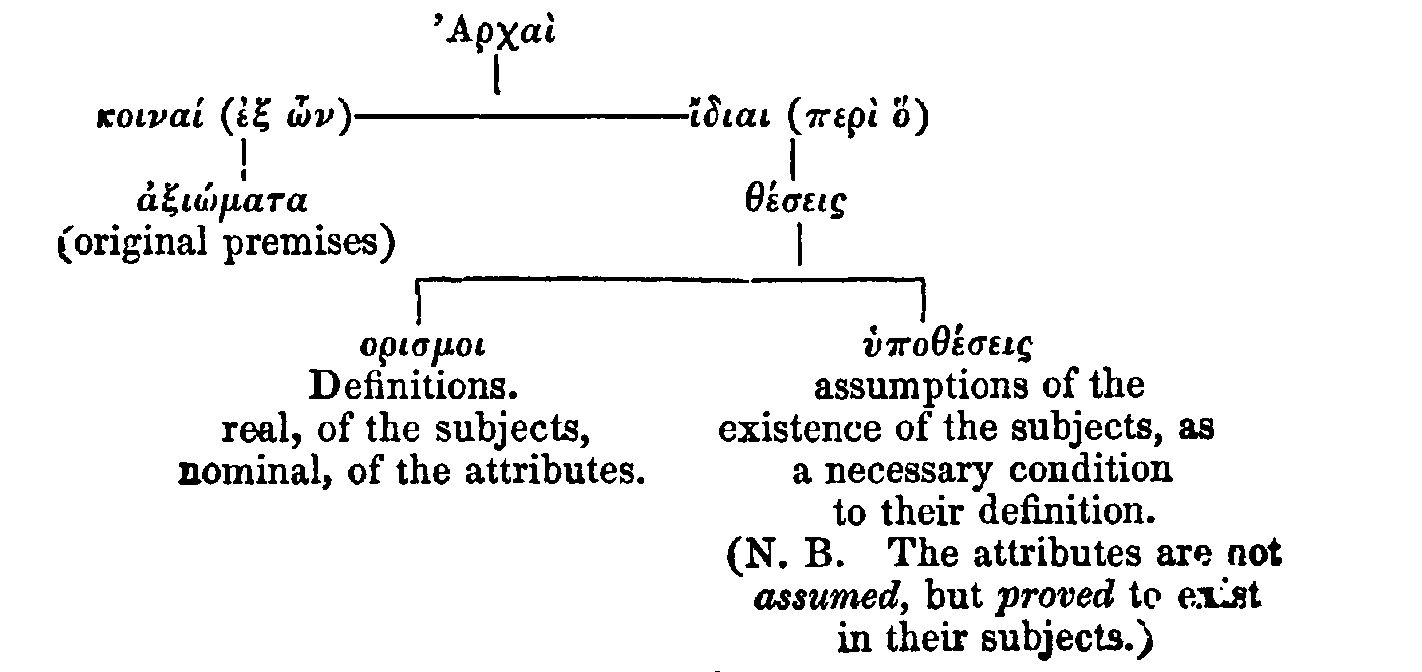 Ἀρχαὶ
κοιναί (ἐξ ὧν) ἴδιαι (περὶ ὅ)
ἀξιώματα θέσεις
(original premises)
ορισμοι ὑποθέσεις
Definitions. assumptions of the
real, of the subjects, existence of the subjects, as
nominal, of the attributes. a necessary condition
to their definition.
(N. B. The attributes are not
assumed, but proved to exist
in their subjects.)